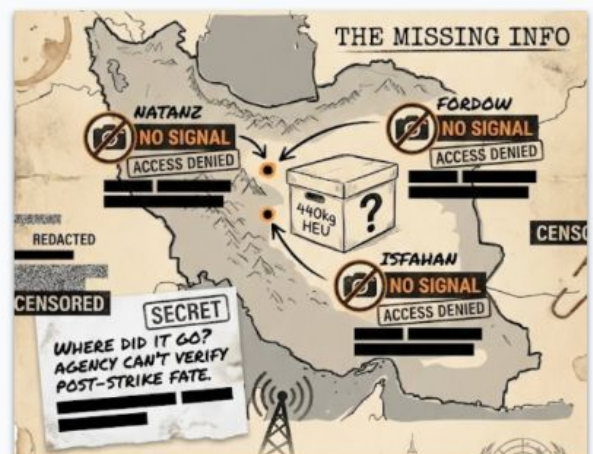 THE MISSING INFO
NATANZ
NO SIGNAL
ACCESS DENIED
FORDOW
NO SIGNAL
ACCESS DENIED
440kg
HEU
?
REDACTED
CENSORED
CENSO
ISFAHAN
NO SIGNAL
ACCESS DENIED
SECRET
WHERE DID IT GO?
AGENCY CAN'T VERIFY
POST-STRIKE FATE.